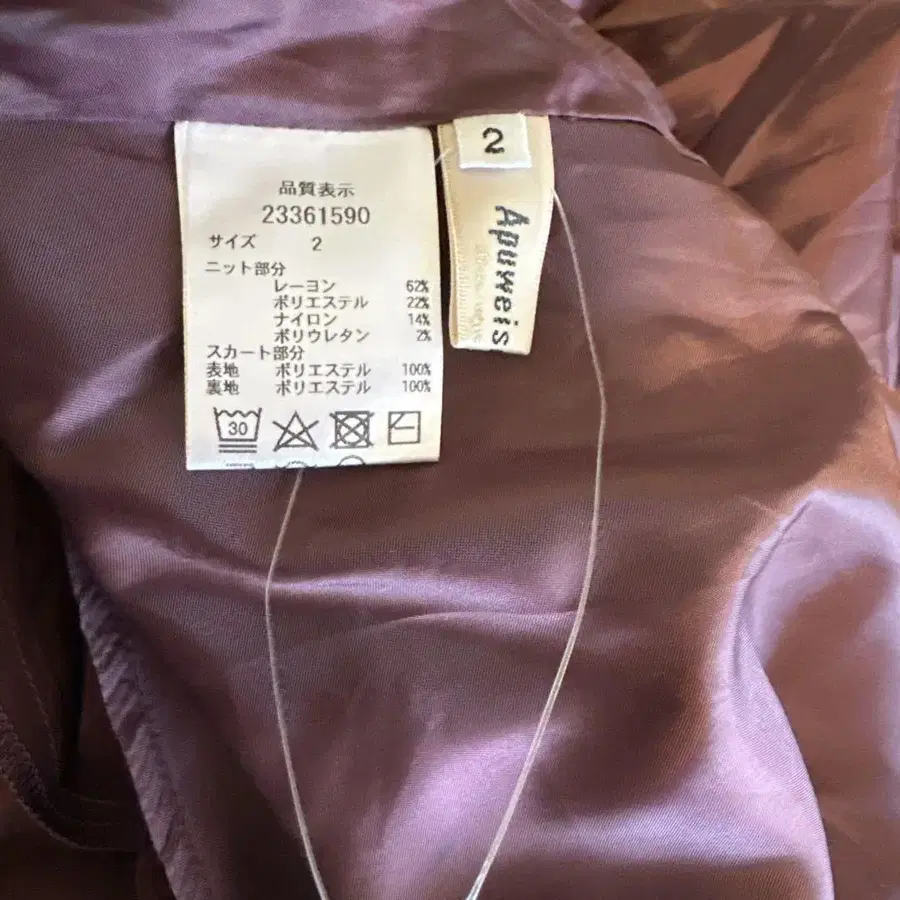 品質表示
23361590
サイズ 2
ニット部分
レーヨン 62%
ポリエステル 22%
ナイロン 14%
ポリウレタン 2%
スカート部分
表地 ポリエステル 100%
裏地 ポリエステル 100%
30
2
Apuweis